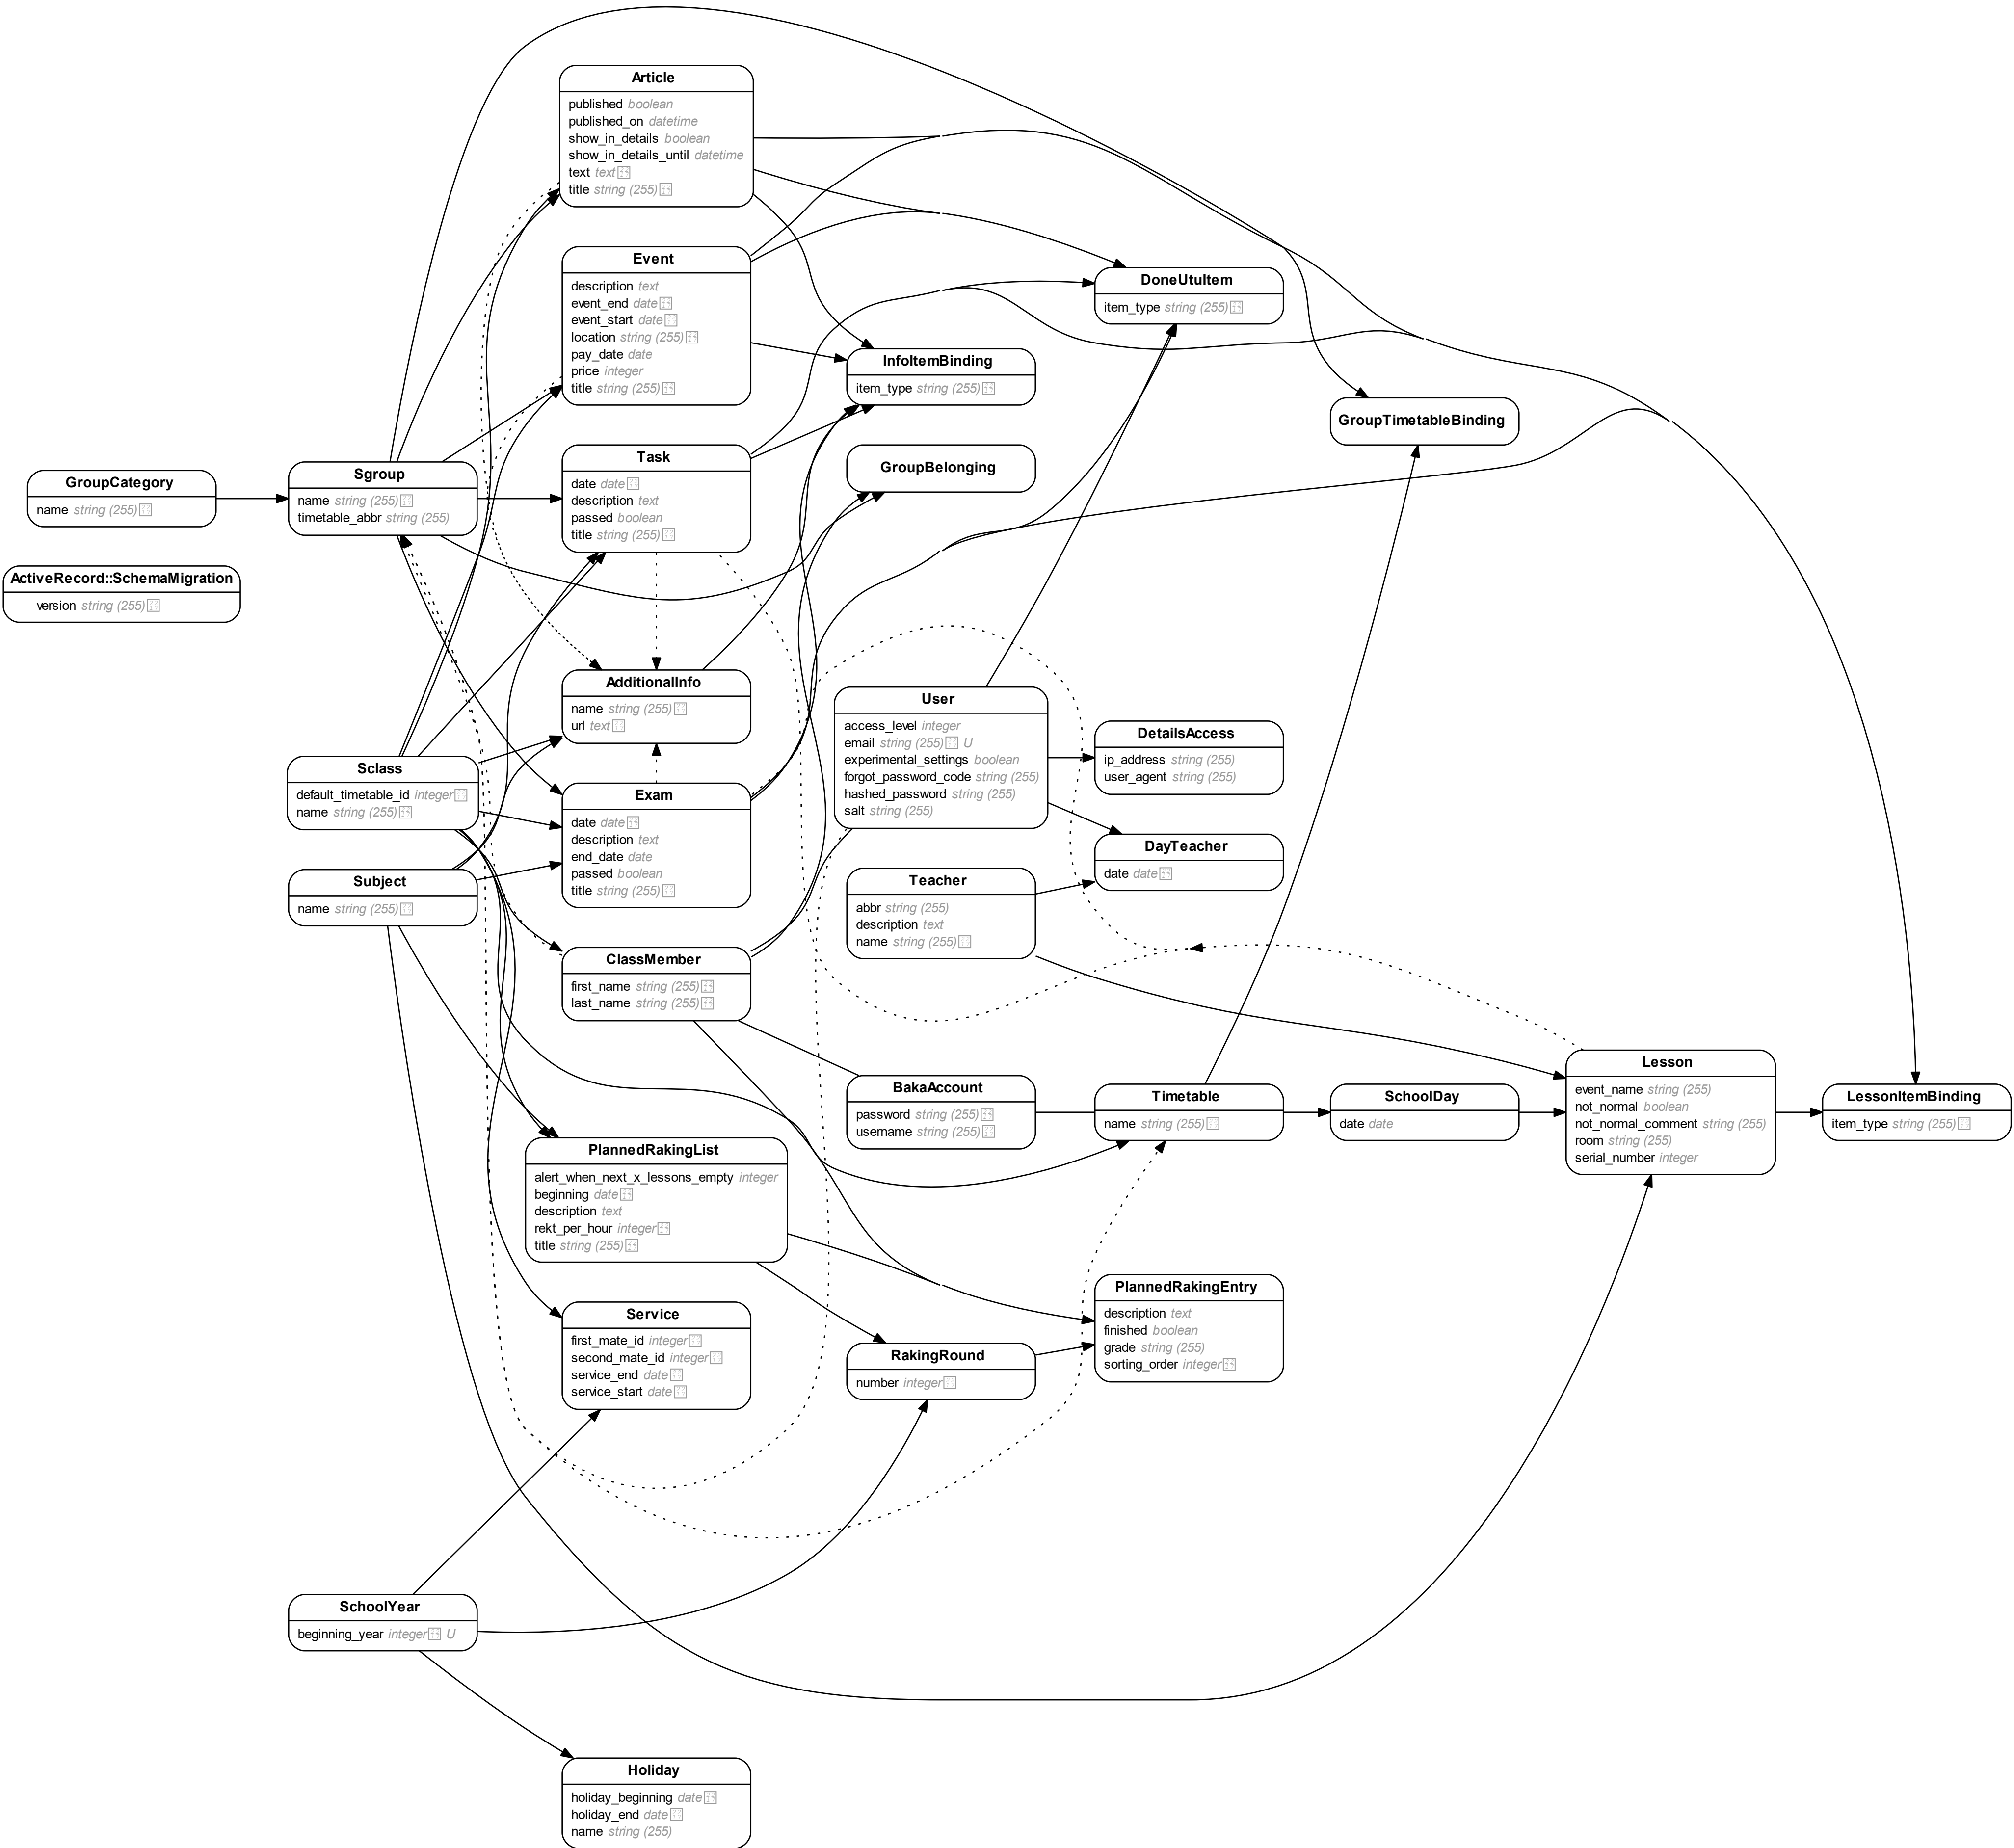 Article
published boolean
published_on datetime
show_in_details boolean
show_in_details_until datetime
text text
title string (255)
Event
description text
event_end date
event_start date
location string (255)
pay_date date
price integer
title string (255)
DoneUtuItem
item_type string (255)
InfoItemBinding
item_type string (255)
GroupTimetableBinding
GroupBelonging
Task
date date
description text
passed boolean
title string (255)
Sgroup
name string (255)
timetable_abbr string (255)
GroupCategory
name string (255)
ActiveRecord::SchemaMigration
version string (255)
AdditionalInfo
name string (255)
url text
User
access_level integer
email string (255) U
experimental_settings boolean
forgot_password_code string (255)
hashed_password string (255)
salt string (255)
DetailsAccess
ip_address string (255)
user_agent string (255)
Sclass
default_timetable_id integer
name string (255)
Exam
date date
description text
end_date date
passed boolean
title string (255)
DayTeacher
date date
Subject
name string (255)
Teacher
abbr string (255)
description text
name string (255)
ClassMember
first_name string (255)
last_name string (255)
BakaAccount
password string (255)
username string (255)
Timetable
name string (255)
SchoolDay
date date
Lesson
event_name string (255)
not_normal boolean
not_normal_comment string (255)
room string (255)
serial_number integer
LessonItemBinding
item_type string (255)
PlannedRakingList
alert_when_next_x_lessons_empty integer
beginning date
description text
rekt_per_hour integer
title string (255)
PlannedRakingEntry
description text
finished boolean
grade string (255)
sorting_order integer
Service
first_mate_id integer
second_mate_id integer
service_end date
service_start date
RakingRound
number integer
SchoolYear
beginning_year integer U
Holiday
holiday_beginning date
holiday_end date
name string (255)